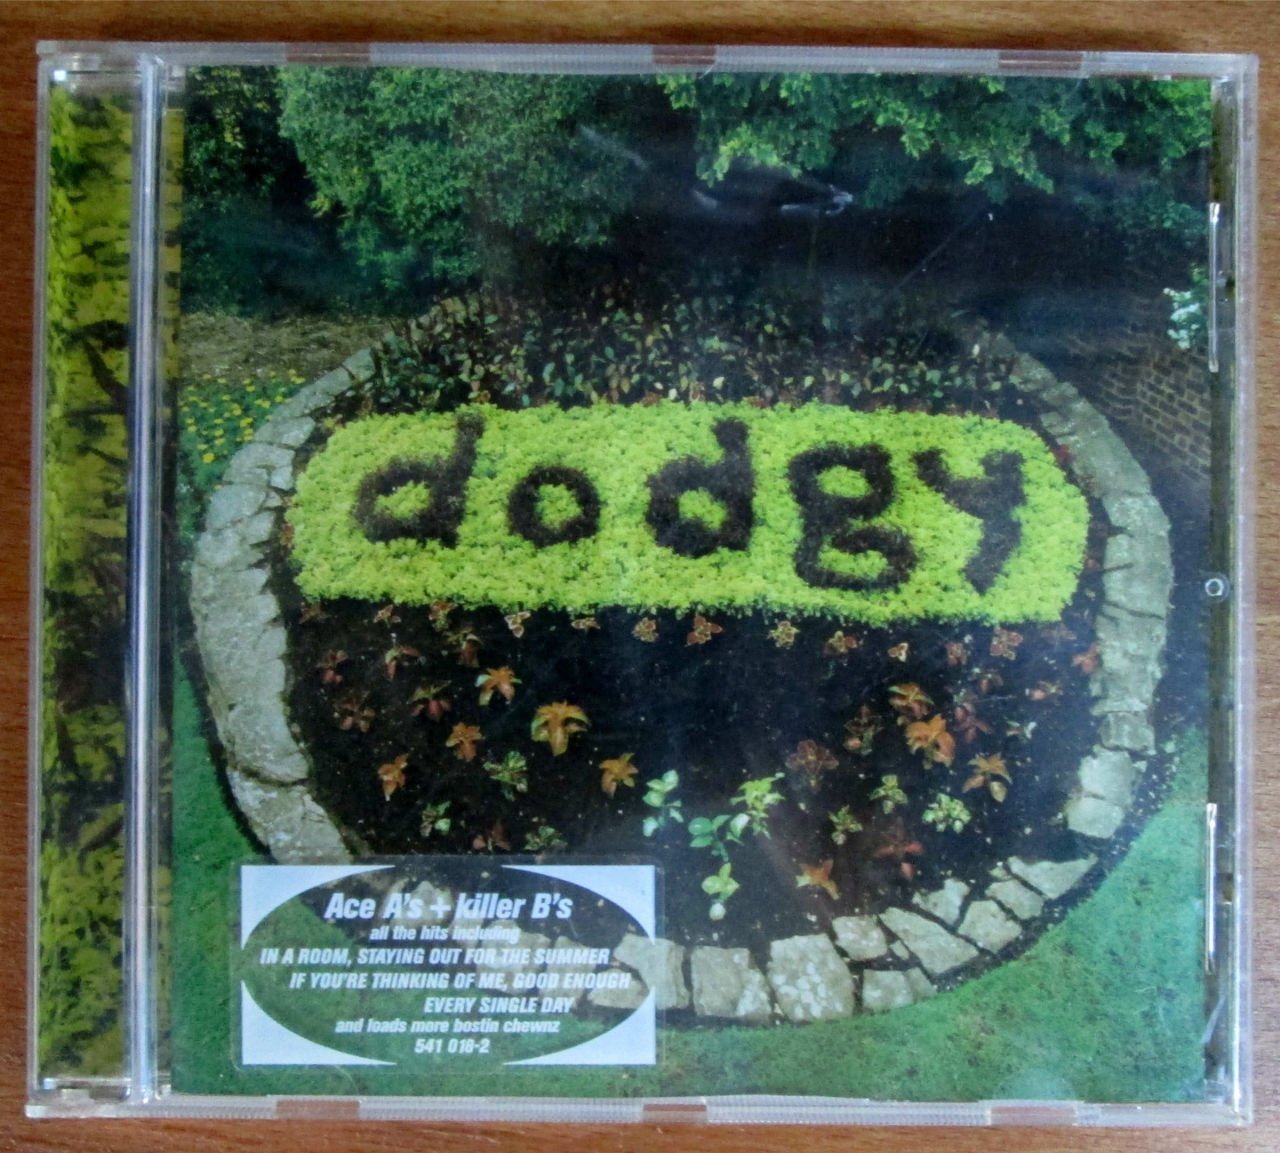 dodgy
Ace A's + killer B's
all the hits including
IN A ROOM, STAYING OUT FOR THE SUMMER
IF YOU'RE THINKING OF ME, GOOD ENOUGH
EVERY SINGLE DAY
and loads more bostin chewnz
541 018-2